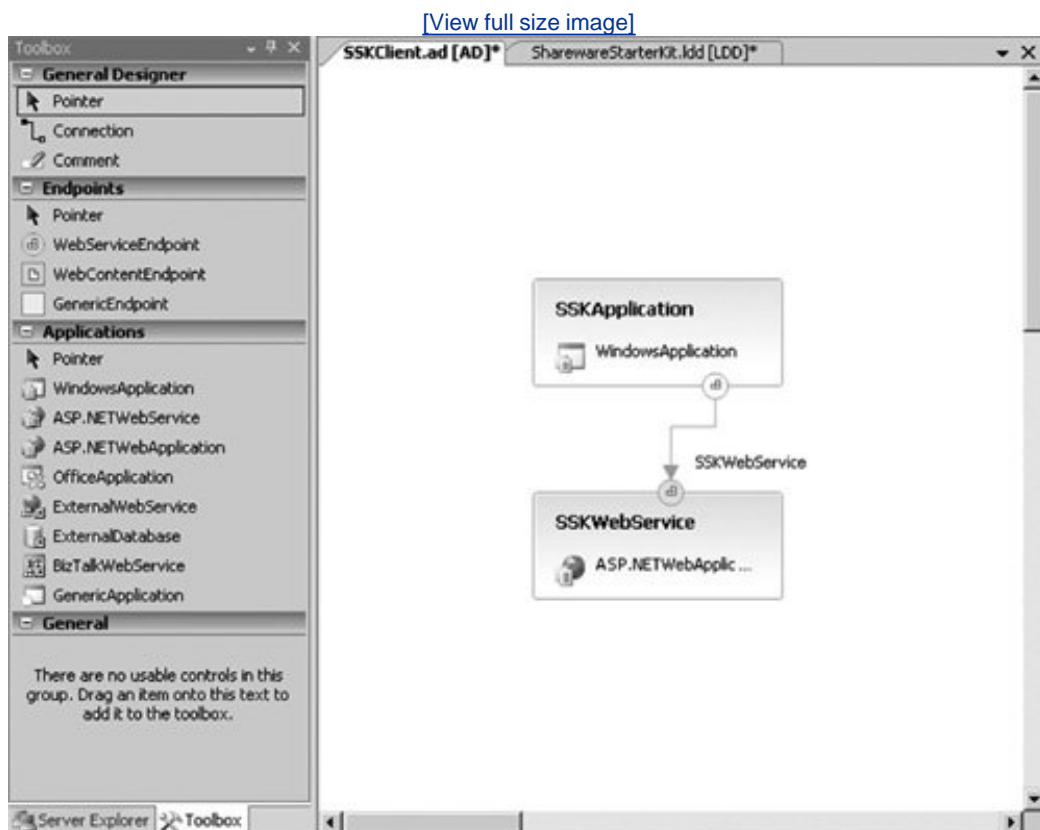 [View full size image]
Toolbox
General Designer
Pointer
Connection
Comment
Endpoints
Pointer
WebServiceEndpoint
WebContentEndpoint
GenericEndpoint
Applications
Pointer
WindowsApplication
ASP.NETWebService
ASP.NETWebApplication
OfficeApplication
ExternalWebService
ExternalDatabase
BizTalkWebService
GenericApplication
General
There are no usable controls in this
group. Drag an item onto this text to
add it to the toolbox.
Server Explorer
Toolbox
SSKClient.ad [AD]*
SharewareStarterKit.ldd [LDD]*
SSKApplication
WindowsApplication
SSKWebService
SSKWebService
ASP.NETWebApplic ...